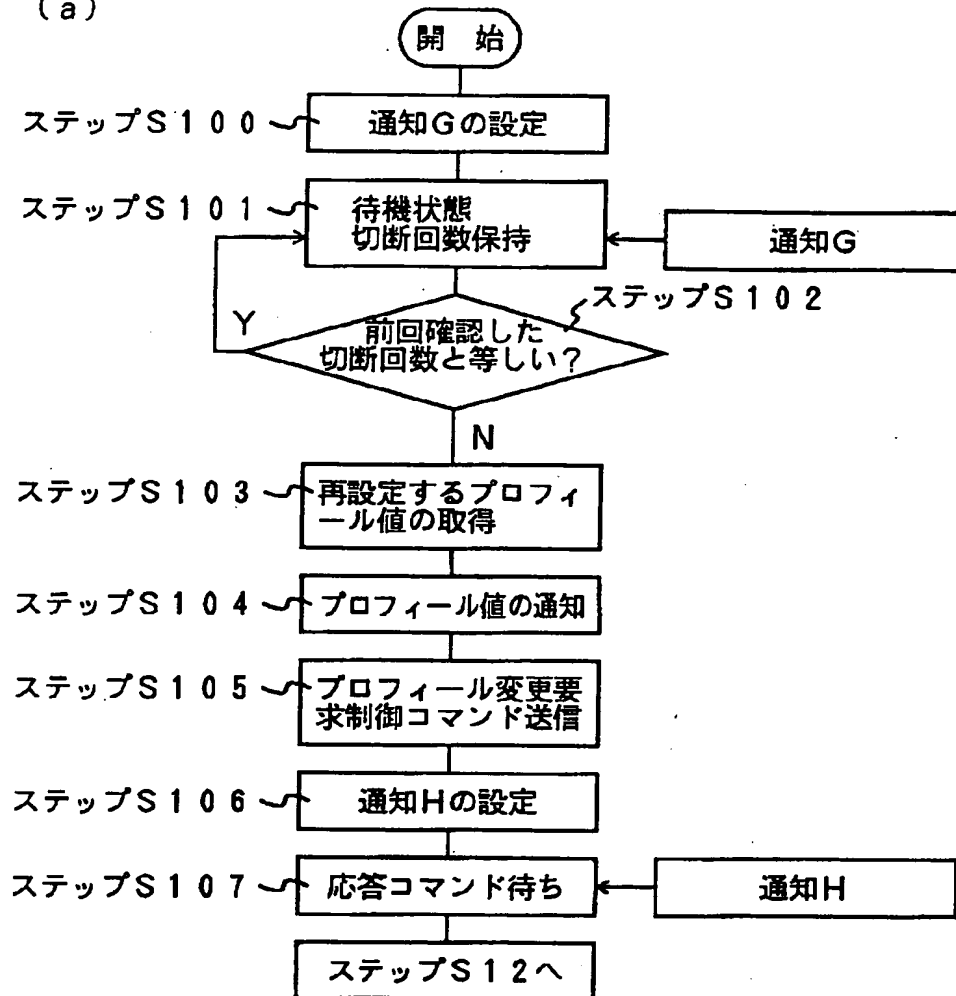 (a)
開 始
ステップS100
通知Gの設定
ステップS101
待機状態
切断回数保持
通知G
ステップS102
Y
前回確認した
切断回数と等しい?
N
ステップS103
再設定するプロフィ
ール値の取得
ステップS104
プロフィール値の通知
ステップS105
プロフィール変更要
求制御コマンド送信
ステップS106
通知Hの設定
ステップS107
応答コマンド待ち
通知H
ステップS12へ